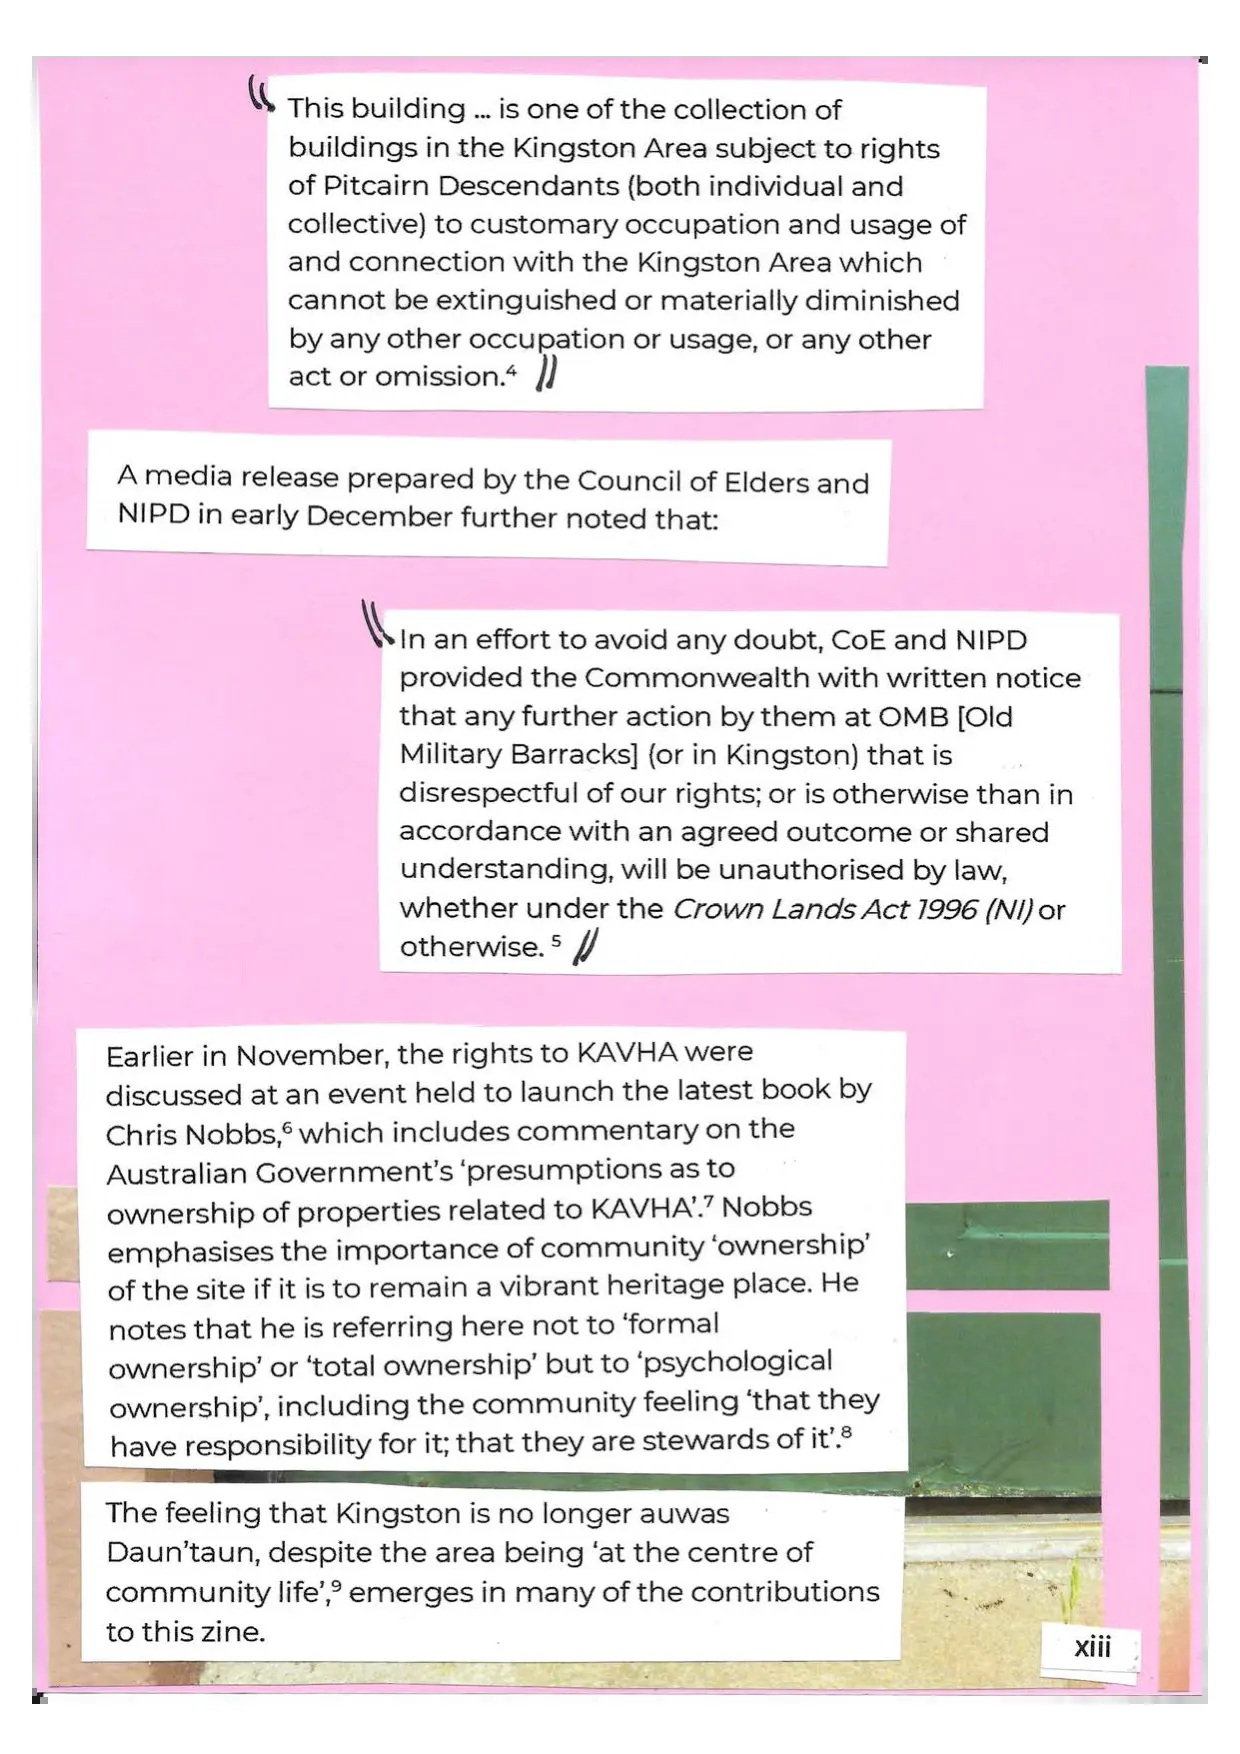 “This building ... is one of the collection of
buildings in the Kingston Area subject to rights
of Pitcairn Descendants (both individual and
collective) to customary occupation and usage of
and connection with the Kingston Area which
cannot be extinguished or materially diminished
by any other occupation or usage, or any other
act or omission.⁴ ”
A media release prepared by the Council of Elders and
NIPD in early December further noted that:
“In an effort to avoid any doubt, CoE and NIPD
provided the Commonwealth with written notice
that any further action by them at OMB [Old
Military Barracks] (or in Kingston) that is
disrespectful of our rights; or is otherwise than in
accordance with an agreed outcome or shared
understanding, will be unauthorised by law,
whether under the Crown Lands Act 1996 (NI) or
otherwise. ⁵ ”
Earlier in November, the rights to KAVHA were
discussed at an event held to launch the latest book by
Chris Nobbs,⁶ which includes commentary on the
Australian Government’s ‘presumptions as to
ownership of properties related to KAVHA’.⁷ Nobbs
emphasises the importance of community ‘ownership’
of the site if it is to remain a vibrant heritage place. He
notes that he is referring here not to ‘formal
ownership’ or ‘total ownership’ but to ‘psychological
ownership’, including the community feeling ‘that they
have responsibility for it; that they are stewards of it’.⁸
The feeling that Kingston is no longer auwas
Daun’taun, despite the area being ‘at the centre of
community life’,⁹ emerges in many of the contributions
to this zine.
xiii